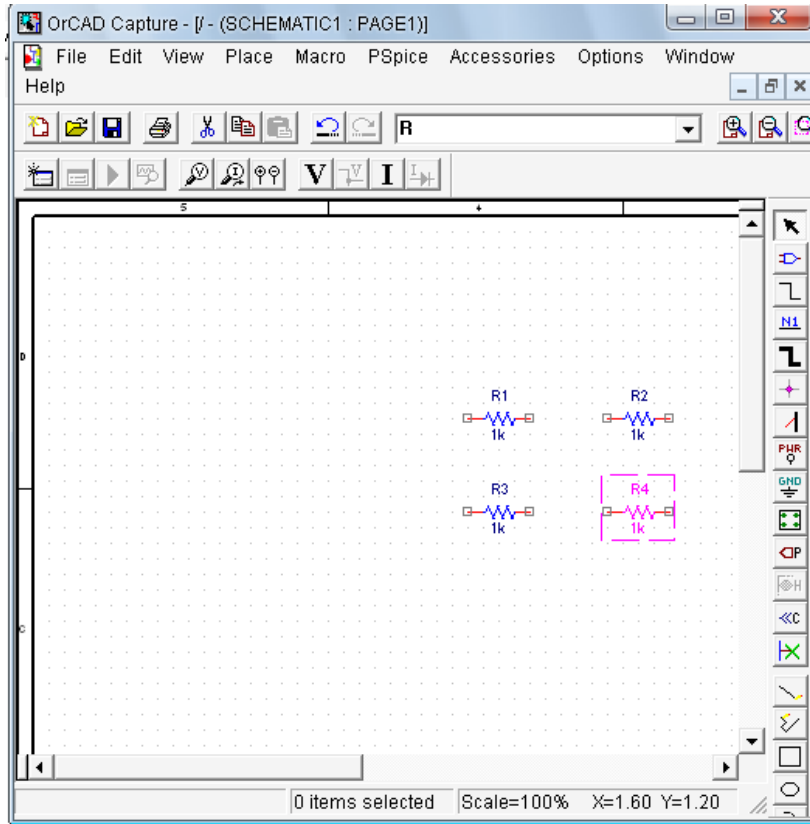 OrCAD Capture - [/ - (SCHEMATIC1 : PAGE1)]
File Edit View Place Macro PSpice Accessories Options Window
Help
R
V I
5 4
D
C
R1 R2
1k 1k
R3 R4
1k 1k
N1
PWR
GND
P
H
<<C
0 items selected Scale=100% X=1.60 Y=1.20